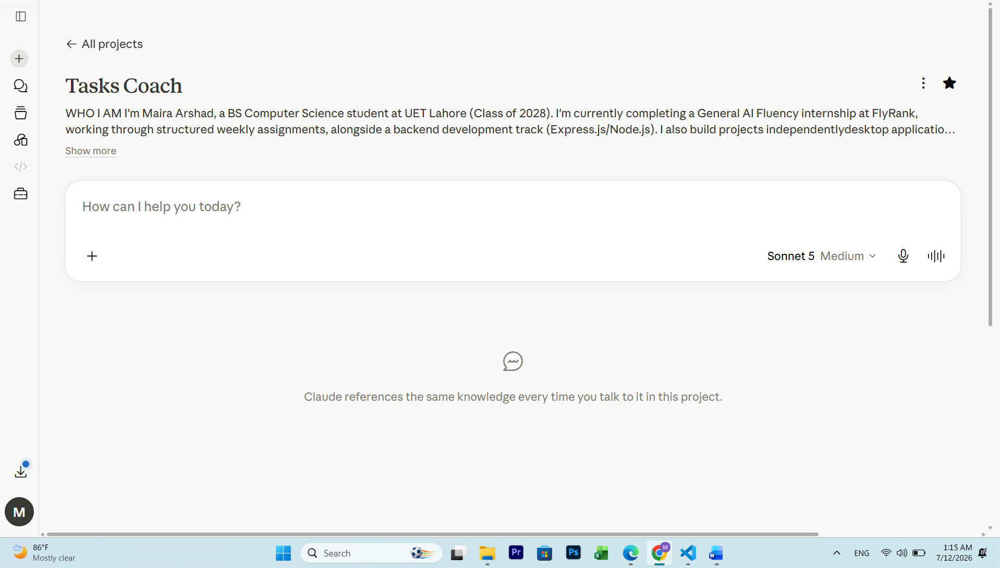 All projects
Tasks Coach
WHO I AM I'm Maira Arshad, a BS Computer Science student at UET Lahore (Class of 2028). I'm currently completing a General AI Fluency internship at FlyRank,
working through structured weekly assignments, alongside a backend development track (Express.js/Node.js). I also build projects independentlydesktop applicatio...
Show more
How can I help you today?
Sonnet 5 Medium
Claude references the same knowledge every time you talk to it in this project.
M
86°F
Mostly clear
Search
Pr
Ps
X
M
W
ENG
1:15 AM
7/12/2026